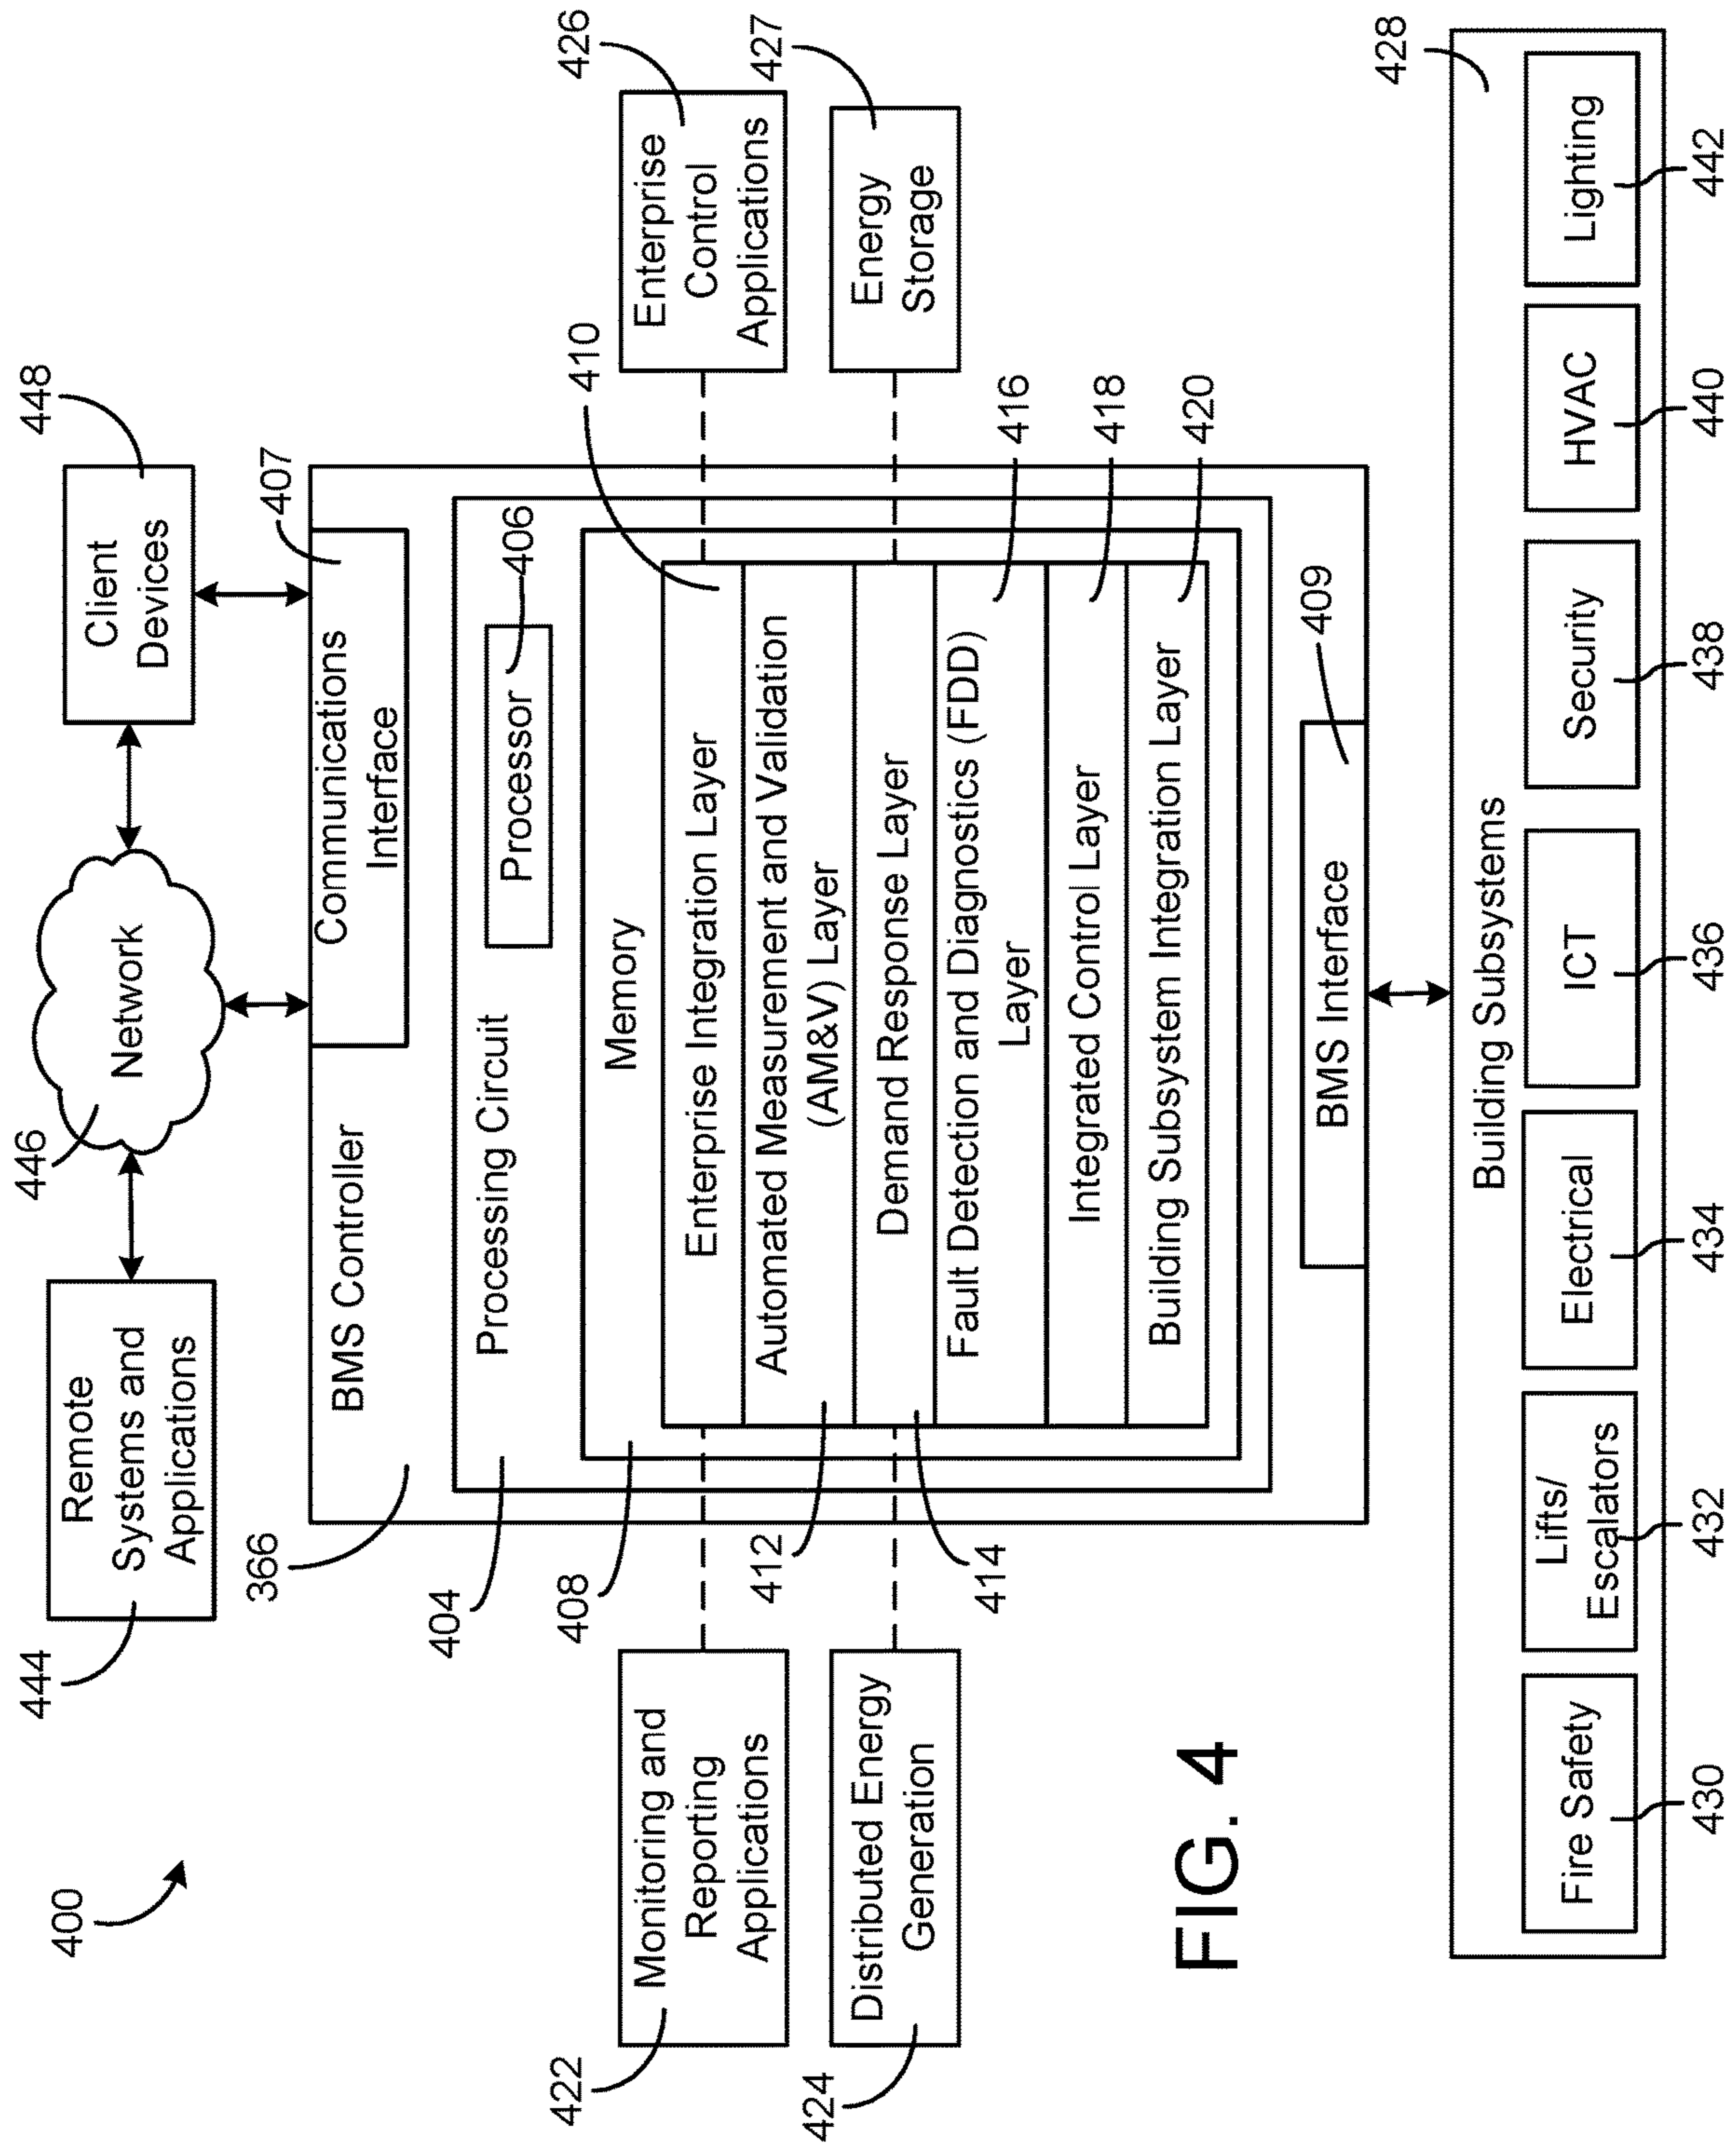 400
444
Remote
Systems and
Applications
446
Network
448
Client
Devices
366
BMS Controller
407
Communications
Interface
404
Processing Circuit
Processor
406
408
Memory
410
Enterprise Integration Layer
Automated Measurement and Validation
(AM&V) Layer
412
Demand Response Layer
414
Fault Detection and Diagnostics (FDD)
Layer
416
Integrated Control Layer
418
Building Subsystem Integration Layer
420
422
Monitoring and
Reporting
Applications
424
Distributed Energy
Generation
426
Enterprise
Control
Applications
427
Energy
Storage
BMS Interface
409
FIG. 4
428
Building Subsystems
Fire Safety
Lifts/
Escalators
Electrical
ICT
Security
HVAC
Lighting
430
432
434
436
438
440
442